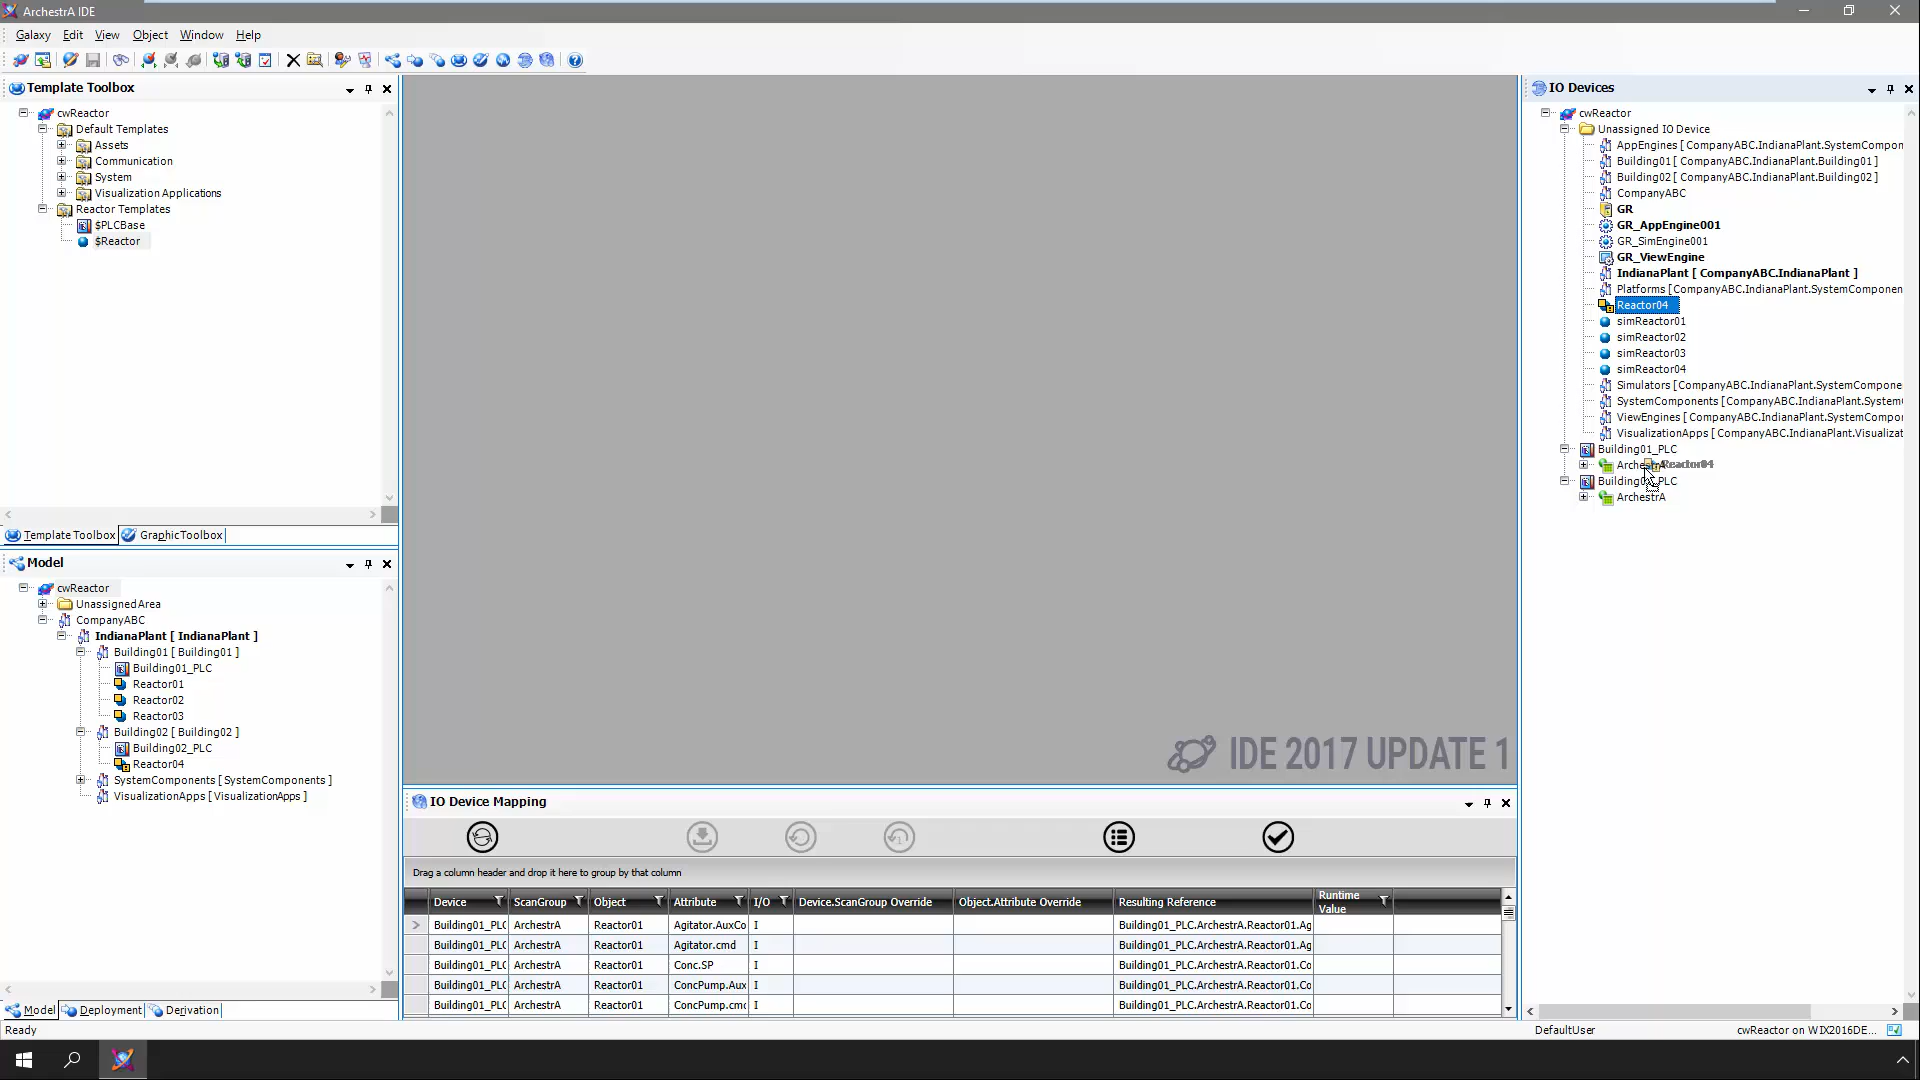 ArchestrA IDE
Galaxy Edit View Object Window Help
Template Toolbox
cwReactor
Default Templates
Assets
Communication
System
Visualization Applications
Reactor Templates
$PLCBase
$Reactor
Template Toolbox GraphicToolbox
Model
cwReactor
UnassignedArea
CompanyABC
IndianaPlant [ IndianaPlant ]
Building01 [ Building01 ]
Building01_PLC
Reactor01
Reactor02
Reactor03
Building02 [ Building02 ]
Building02_PLC
Reactor04
SystemComponents [ SystemComponents ]
VisualizationApps [ VisualizationApps ]
Model Deployment Derivation
Ready
IDE 2017 UPDATE 1
IO Device Mapping
Drag a column header and drop it here to group by that column
Device ScanGroup Object Attribute I/O Device.ScanGroup Override Object.Attribute Override Resulting Reference Runtime Value
Building01_PLC ArchestrA Reactor01 Agitator.AuxCo I Building01_PLC.ArchestrA.Reactor01.Ag
Building01_PLC ArchestrA Reactor01 Agitator.cmd I Building01_PLC.ArchestrA.Reactor01.Ag
Building01_PLC ArchestrA Reactor01 Conc.SP I Building01_PLC.ArchestrA.Reactor01.Co
Building01_PLC ArchestrA Reactor01 ConcPump.Aux I Building01_PLC.ArchestrA.Reactor01.Co
Building01_PLC ArchestrA Reactor01 ConcPump.cmd I Building01_PLC.ArchestrA.Reactor01.Co
IO Devices
cwReactor
Unassigned IO Device
AppEngines [ CompanyABC.IndianaPlant.SystemCompon
Building01 [ CompanyABC.IndianaPlant.Building01 ]
Building02 [ CompanyABC.IndianaPlant.Building02 ]
CompanyABC
GR
GR_AppEngine001
GR_SimEngine001
GR_ViewEngine
IndianaPlant [ CompanyABC.IndianaPlant ]
Platforms [ CompanyABC.IndianaPlant.SystemComponen
Reactor04
simReactor01
simReactor02
simReactor03
simReactor04
Simulators [ CompanyABC.IndianaPlant.SystemCompone
SystemComponents [ CompanyABC.IndianaPlant.System
ViewEngines [ CompanyABC.IndianaPlant.SystemCompo
VisualizationApps [ CompanyABC.IndianaPlant.Visualizat
Building01_PLC
Reactor04
ArchestrA
DefaultUser cwReactor on WIX2016DE...